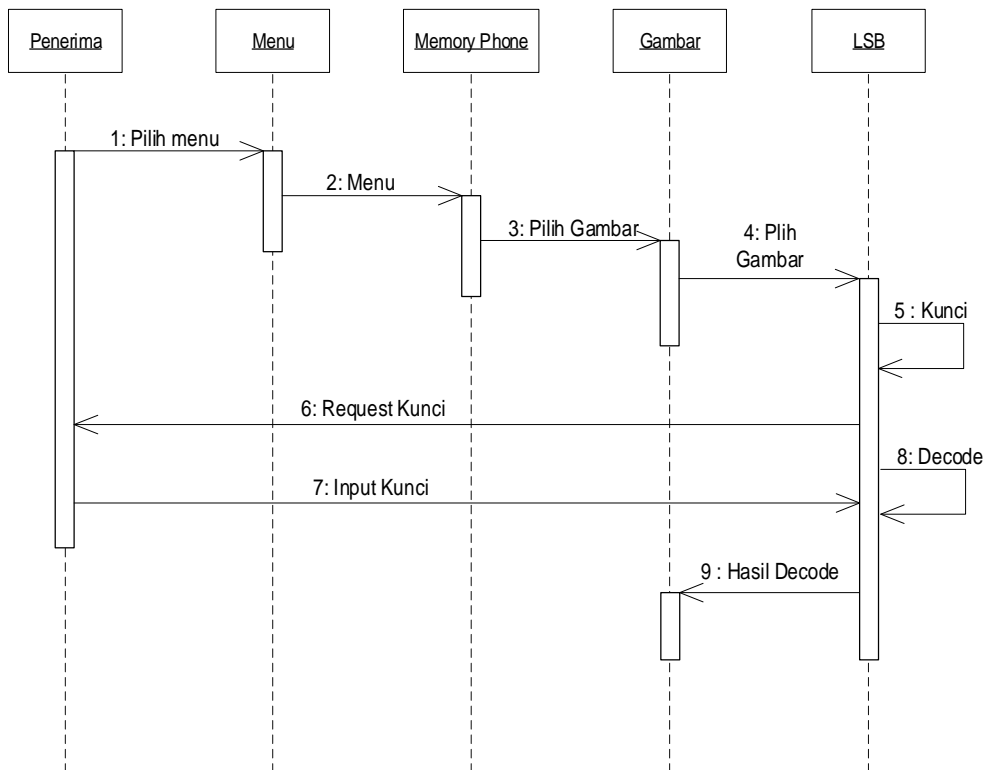 Penerima
Menu
Memory Phone
Gambar
LSB
1: Pilih menu
2: Menu
3: Pilih Gambar
4: Plih
Gambar
5 : Kunci
6: Request Kunci
8: Decode
7: Input Kunci
9 : Hasil Decode